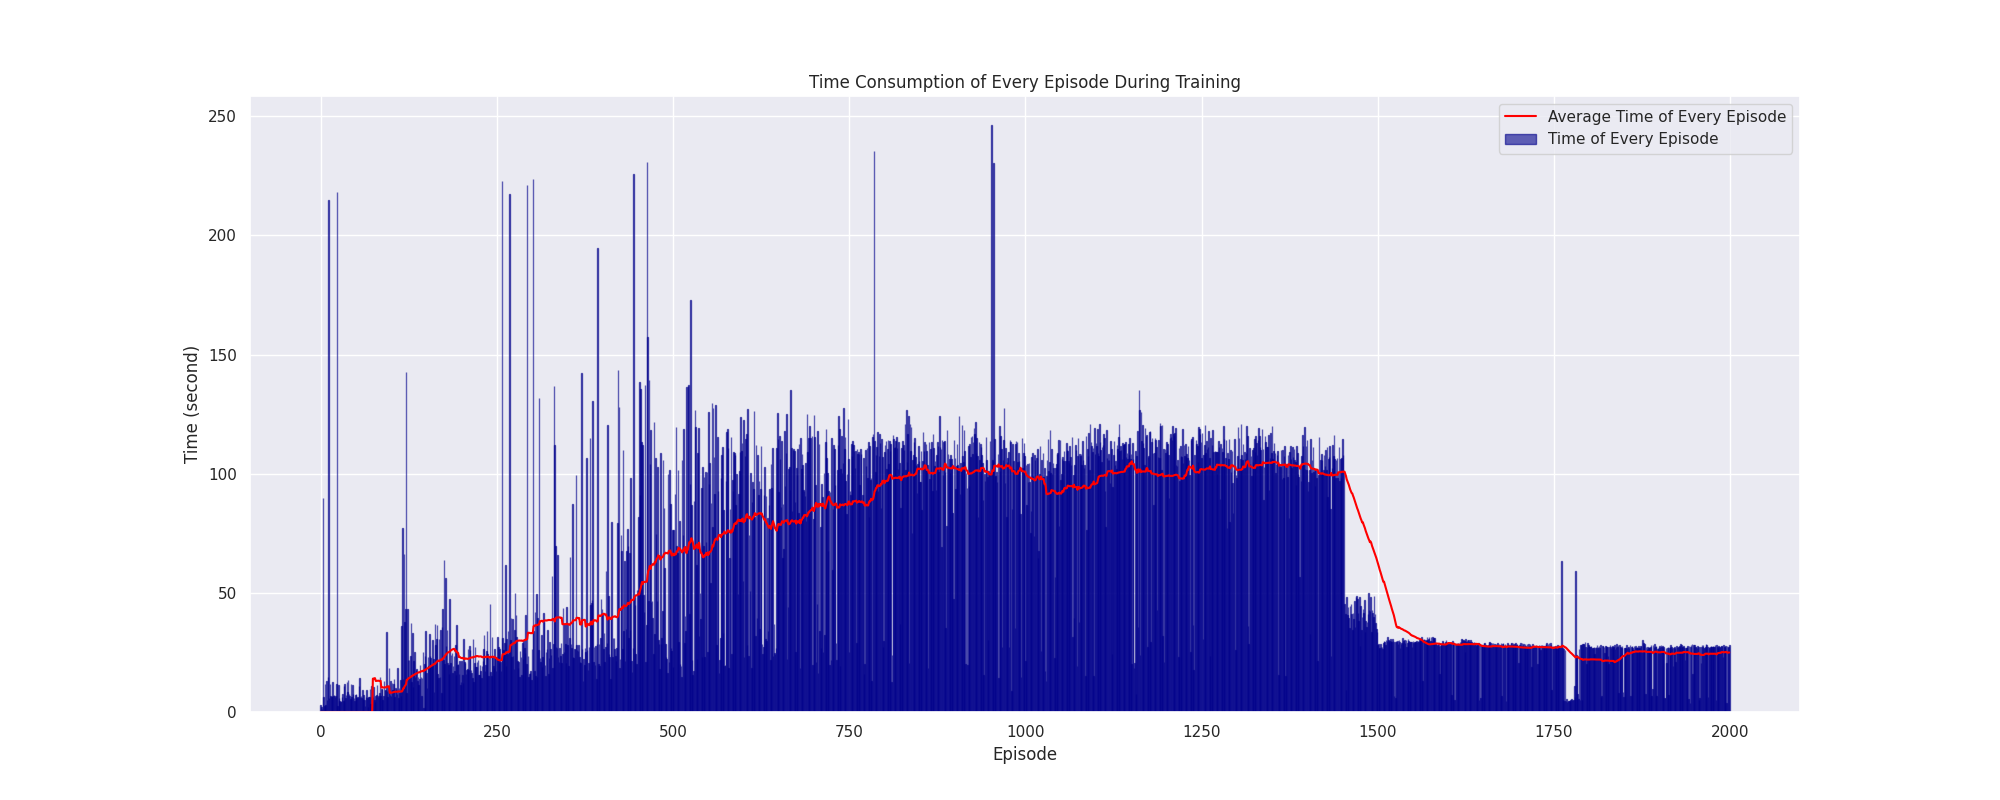 Time Consumption of Every Episode During Training
Average Time of Every Episode
Time of Every Episode
250
200
150
100
50
0
Time (second)
0 250 500 750 1000 1250 1500 1750 2000
Episode